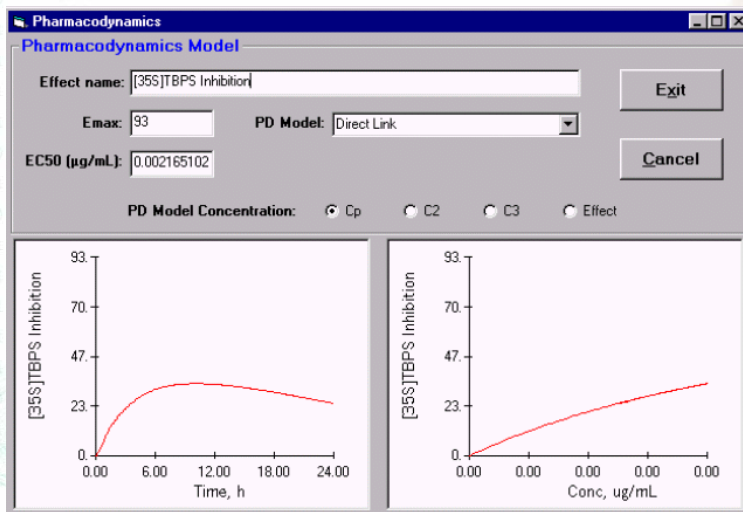 Pharmacodynamics
Pharmacodynamics Model
Effect name: [35S]TBPS Inhibition
Exit
Emax: 93 PD Model: Direct Link
EC50 (µg/mL): 0.002165102
Cancel
PD Model Concentration: Cp C2 C3 Effect
[35S]TBPS Inhibition
93.
70.
47.
23.
0.
0.00 6.00 12.00 18.00 24.00
Time, h
[35S]TBPS Inhibition
93.
70.
47.
23.
0.
0.00 0.00 0.00 0.00 0.00
Conc, ug/mL